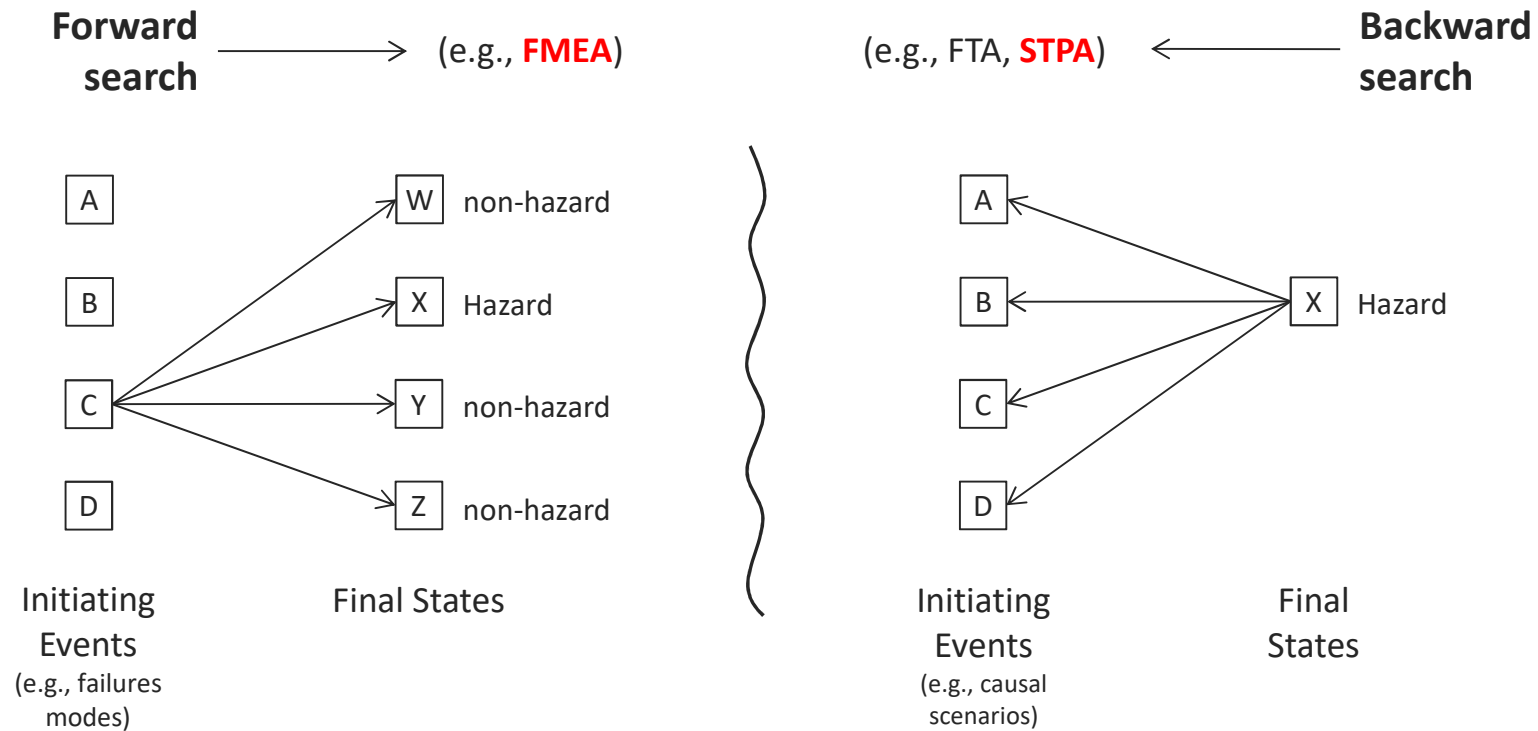 Forward
search
(e.g., FMEA)
(e.g., FTA, STPA)
Backward
search
A
B
C
D
W non-hazard
X Hazard
Y non-hazard
Z non-hazard
Initiating
Events
(e.g., failures
modes)
Final States
A
B
C
D
X Hazard
Initiating
Events
(e.g., causal
scenarios)
Final
States